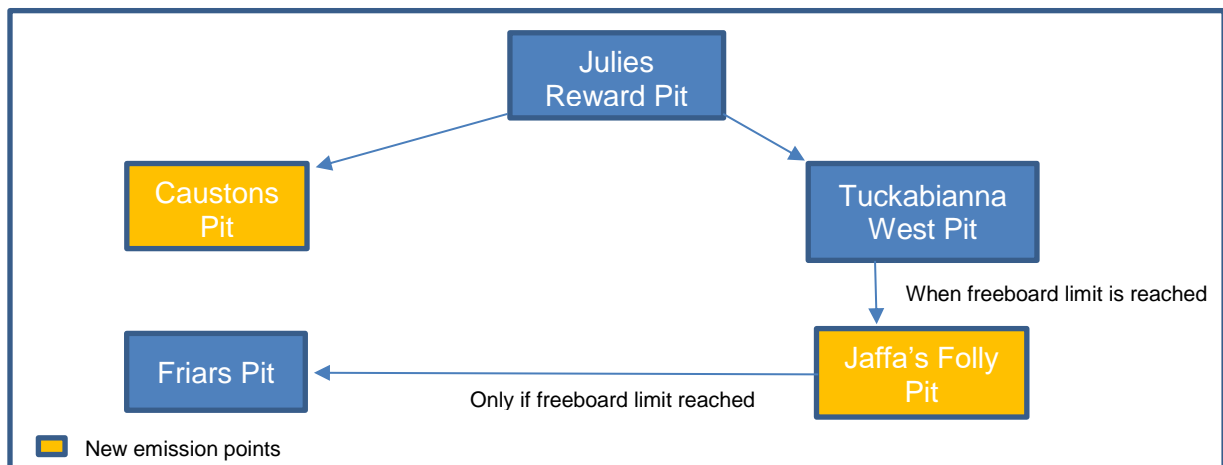 Julies
Reward Pit
Caustons
Pit
Tuckabianna
West Pit
When freeboard limit is reached
Friars Pit
Jaffa's Folly
Pit
Only if freeboard limit reached
New emission points